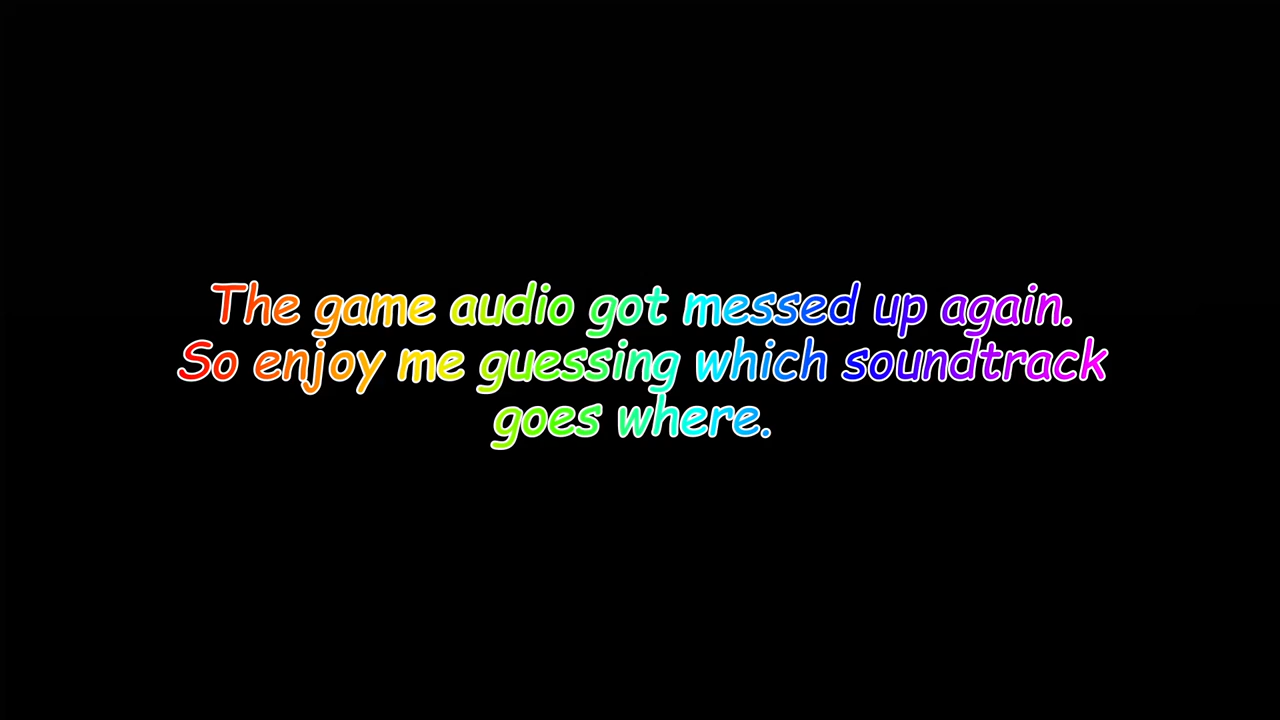 The game audio got messed up again.
So enjoy me guessing which soundtrack
goes where.